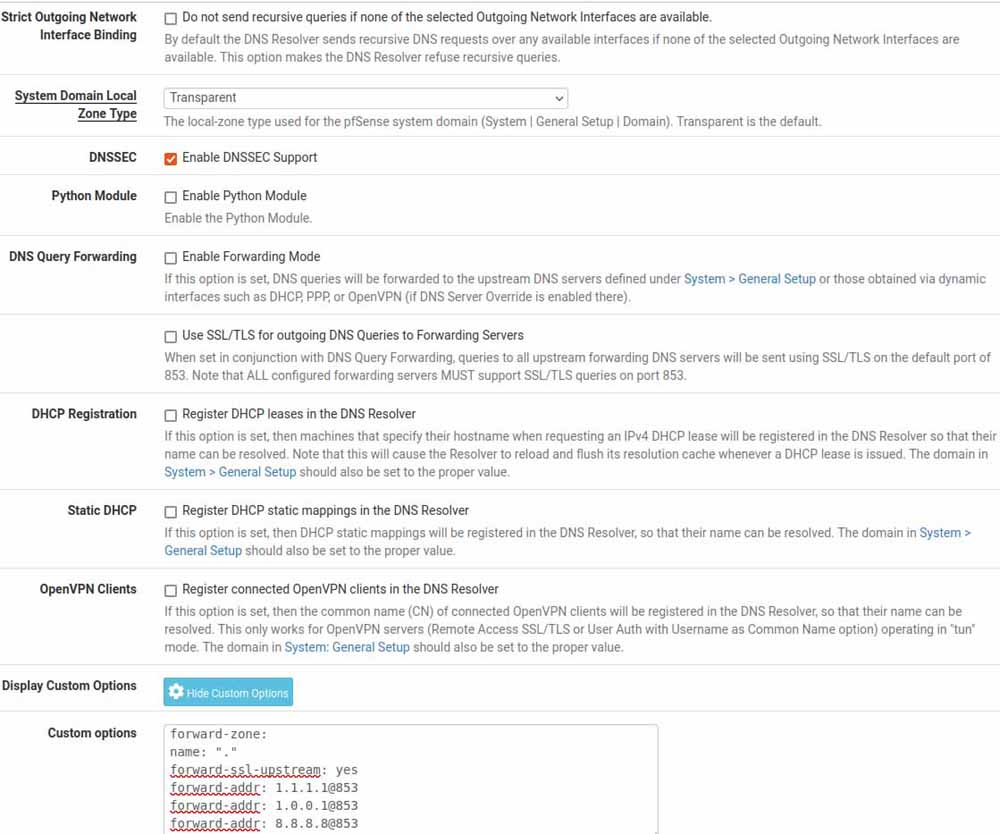 Strict Outgoing Network Interface Binding
Do not send recursive queries if none of the selected Outgoing Network Interfaces are available.
By default the DNS Resolver sends recursive DNS requests over any available interfaces if none of the selected Outgoing Network Interfaces are
available. This option makes the DNS Resolver refuse recursive queries.
System Domain Local
Zone Type
Transparent
The local-zone type used for the pfSense system domain (System | General Setup | Domain). Transparent is the default.
DNSSEC
Enable DNSSEC Support
Python Module
Enable Python Module
Enable the Python Module.
DNS Query Forwarding
Enable Forwarding Mode
If this option is set, DNS queries will be forwarded to the upstream DNS servers defined under System > General Setup or those obtained via dynamic
interfaces such as DHCP, PPP, or OpenVPN (if DNS Server Override is enabled there).
Use SSL/TLS for outgoing DNS Queries to Forwarding Servers
When set in conjunction with DNS Query Forwarding, queries to all upstream forwarding DNS servers will be sent using SSL/TLS on the default port of
853. Note that ALL configured forwarding servers MUST support SSL/TLS queries on port 853.
DHCP Registration
Register DHCP leases in the DNS Resolver
If this option is set, then machines that specify their hostname when requesting an IPv4 DHCP lease will be registered in the DNS Resolver so that their
name can be resolved. Note that this will cause the Resolver to reload and flush its resolution cache whenever a DHCP lease is issued. The domain in
System > General Setup should also be set to the proper value.
Static DHCP
Register DHCP static mappings in the DNS Resolver
If this option is set, then DHCP static mappings will be registered in the DNS Resolver, so that their name can be resolved. The domain in System >
General Setup should also be set to the proper value.
OpenVPN Clients
Register connected OpenVPN clients in the DNS Resolver
If this option is set, then the common name (CN) of connected OpenVPN clients will be registered in the DNS Resolver, so that their name can be
resolved. This only works for OpenVPN servers (Remote Access SSL/TLS or User Auth with Username as Common Name option) operating in "tun"
mode. The domain in System: General Setup should also be set to the proper value.
Display Custom Options
Hide Custom Options
Custom options
forward-zone:
name: "."
forward-ssl-upstream: yes
forward-addr: 1.1.1.1@853
forward-addr: 1.0.0.1@853
forward-addr: 8.8.8.8@853